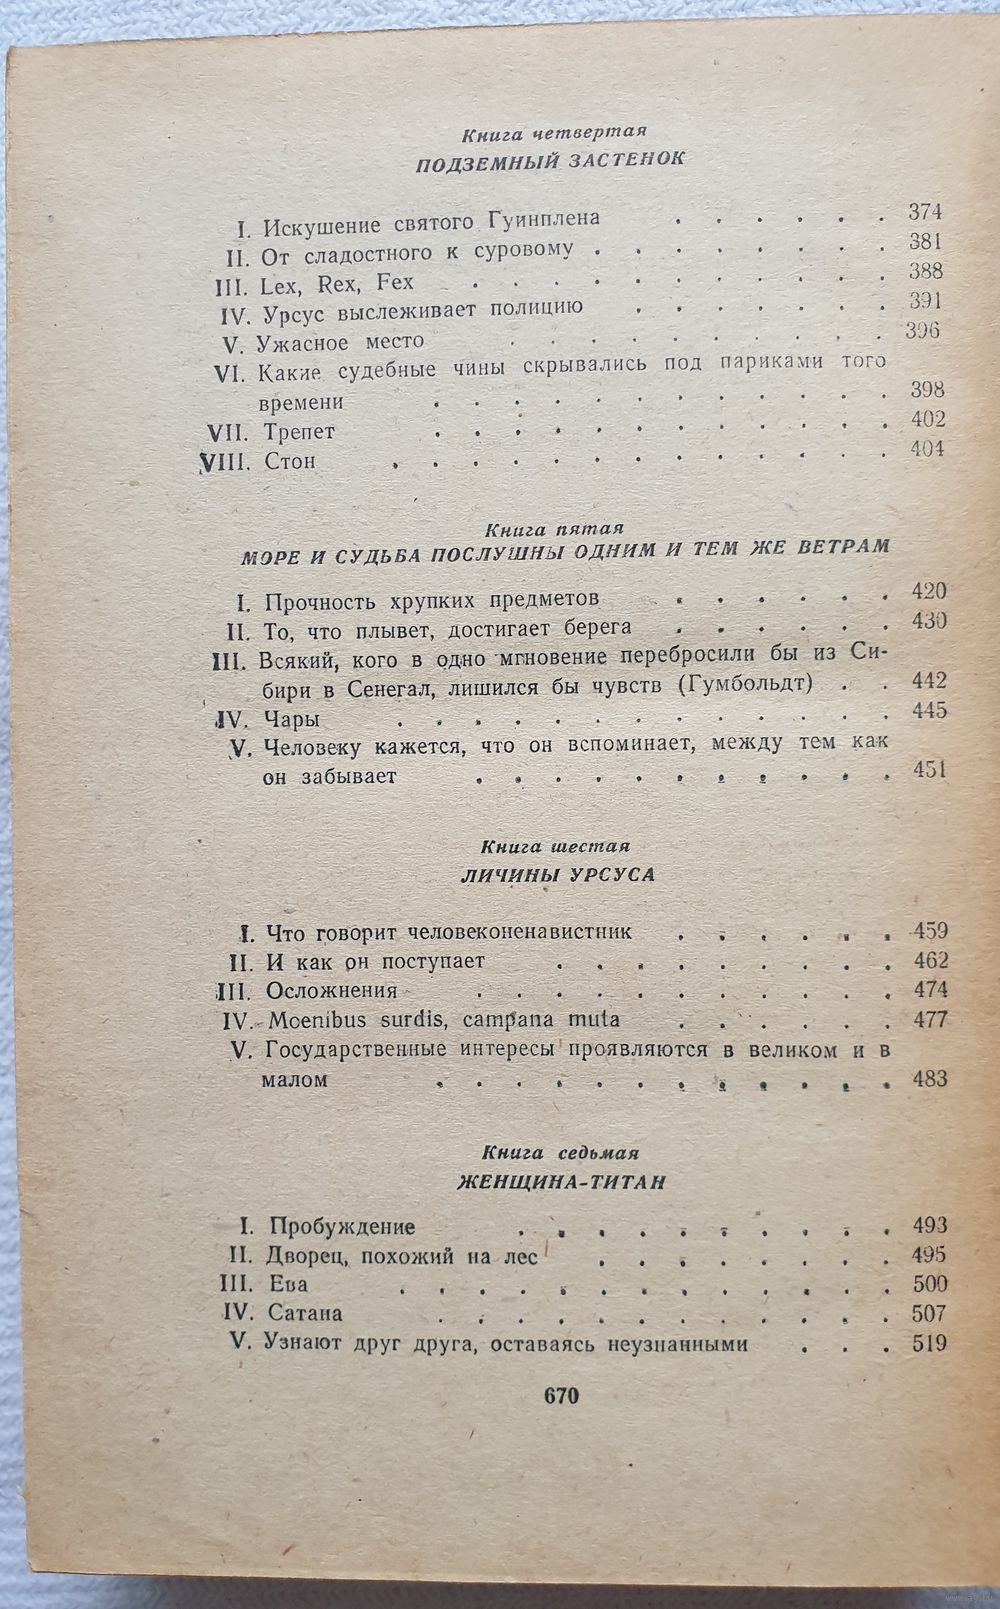 Книга четвертая
ПОДЗЕМНЫЙ ЗАСТЕНОК
I. Искушение святого Гуинплена . . . . . . 374
II. От сладостного к суровому . . . . . . . . 381
III. Lex, Rex, Fex . . . . . . . . . . . 388
IV. Урсус выслеживает полицию . . . . . . . 391
V. Ужасное место . . . . . . . . . . 396
VI. Какие судебные чины скрывались под париками того
времени . . . . . . . . . . . . 398
VII. Трепет . . . . . . . . . . . . 402
VIII. Стон . . . . . . . . . . . . . 404
Книга пятая
МОРЕ И СУДЬБА ПОСЛУШНЫ ОДНИМ И ТЕМ ЖЕ ВЕТРАМ
I. Прочность хрупких предметов . . . . . . 420
II. То, что плывет, достигает берега . . . . . . 430
III. Всякий, кого в одно мгновение перебросили бы из Си-
бири в Сенегал, лишился бы чувств (Гумбольдт) . . 442
IV. Чары . . . . . . . . . . . . . 445
V. Человеку кажется, что он вспоминает, между тем как
он забывает . . . . . . . . . . . 451
Книга шестая
ЛИЧИНЫ УРСУСА
I. Что говорит человеконенавистник . . . . . . 459
II. И как он поступает . . . . . . . . . 462
III. Осложнения . . . . . . . . . . . 474
IV. Moenibus surdis, campana muta . . . . . . 477
V. Государственные интересы проявляются в великом и в
малом . . . . . . . . . . . . 483
Книга седьмая
ЖЕНЩИНА-ТИТАН
I. Пробуждение . . . . . . . . . . 493
II. Дворец, похожий на лес . . . . . . . . 495
III. Ева . . . . . . . . . . . . . 500
IV. Сатана . . . . . . . . . . . . 507
V. Узнают друг друга, оставаясь неузнанными . . . 519
670